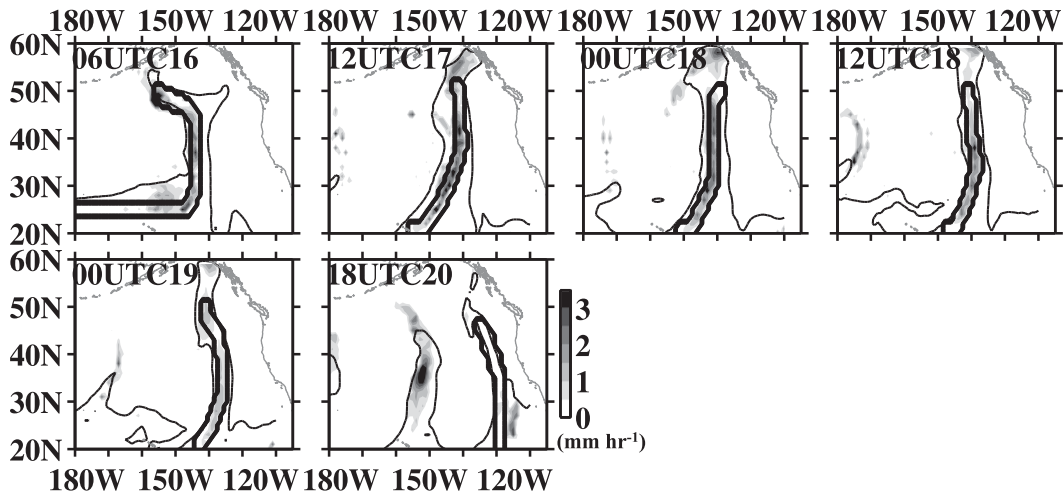 180W 150W 120W 180W 150W 120W 180W 150W 120W 180W 150W 120W
60N 06UTC16 12UTC17 00UTC18 12UTC18
50N
40N
30N
20N
60N 00UTC19 18UTC20
50N
40N
30N
20N
3
2
1
0
(mm hr-1)
180W 150W 120W 180W 150W 120W